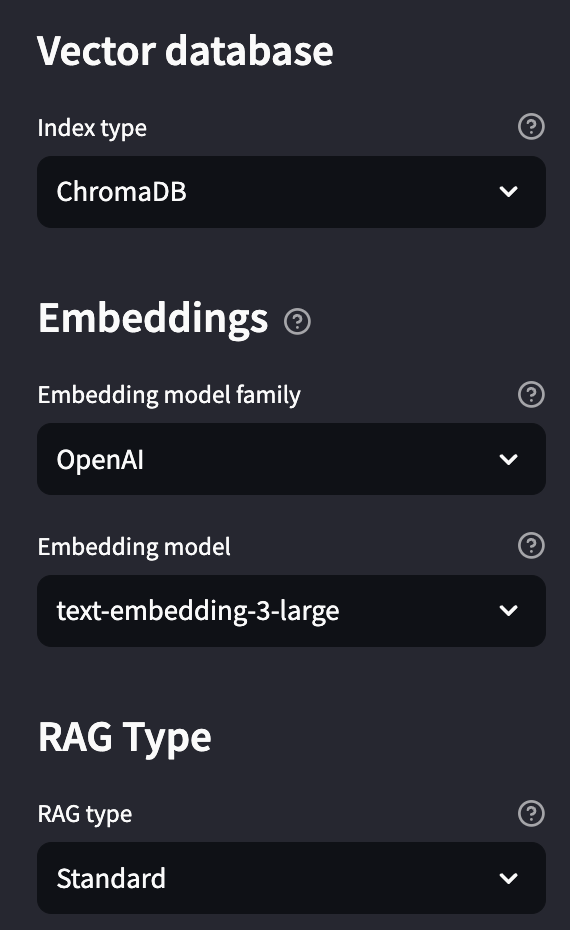 Vector database
Index type
ChromaDB
Embeddings
Embedding model family
OpenAI
Embedding model
text-embedding-3-large
RAG Type
RAG type
Standard